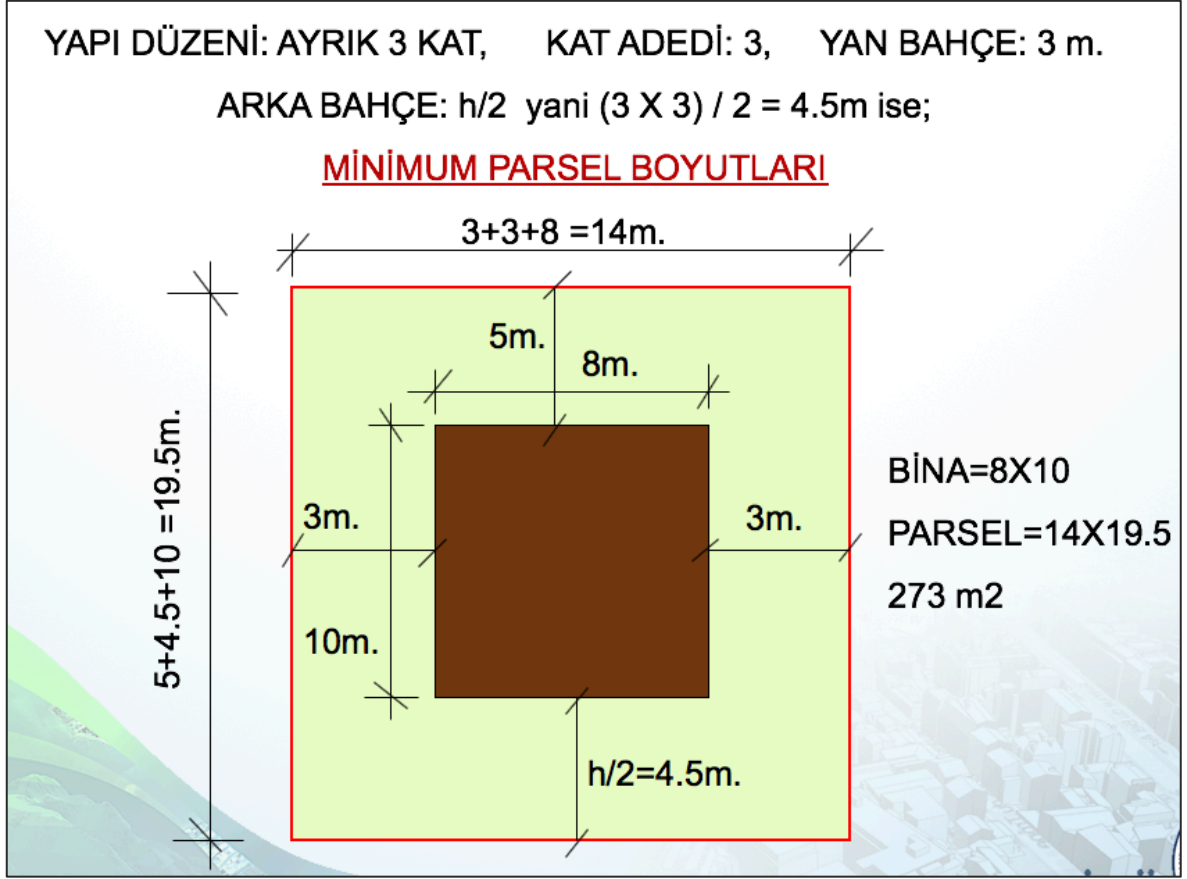 YAPI DÜZENİ: AYRIK 3 KAT, KAT ADEDİ: 3, YAN BAHÇE: 3 m.
ARKA BAHÇE: h/2 yani (3 X 3) / 2 = 4.5m ise;
MİNİMUM PARSEL BOYUTLARI
3+3+8 =14m.
5m.
8m.
5+4.5+10 =19.5m.
3m.
3m.
10m.
h/2=4.5m.
BİNA=8X10
PARSEL=14X19.5
273 m2